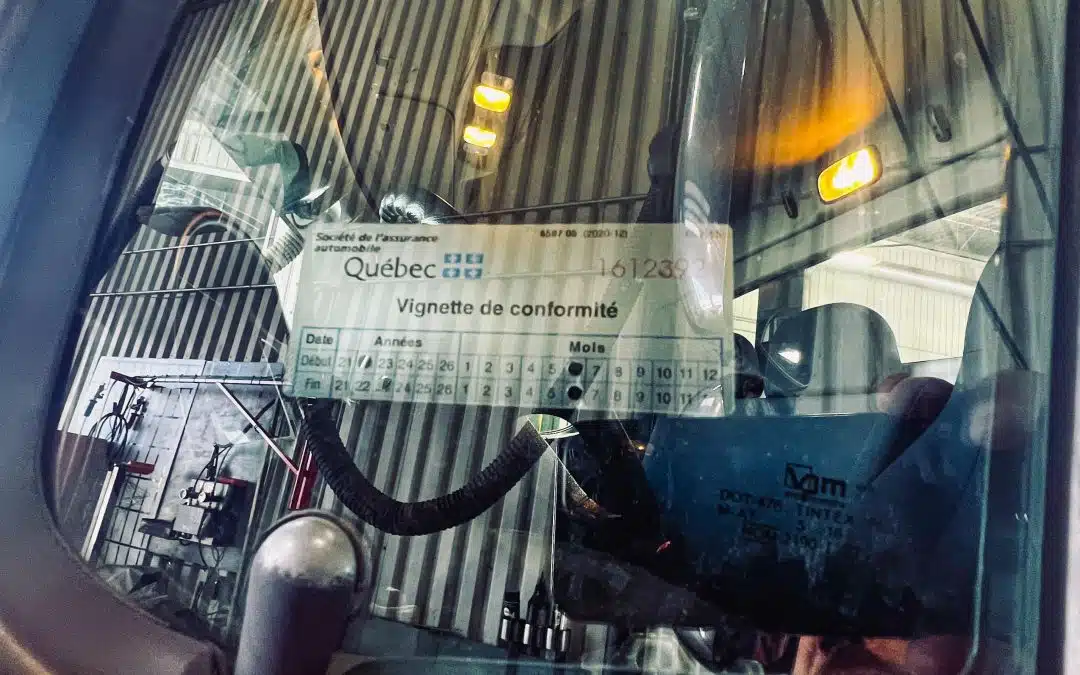 Société de l'assurance
automobile
6587 06 (2020-12)
Québec
161239
Vignette de conformité
Date Années Mois
Début 21 23 24 25 26 1 2 3 4 5 7 8 9 10 11 12
Fin 21 22 24 25 26 1 2 3 4 5 7 8 9 10 11
vpm
TINTEX